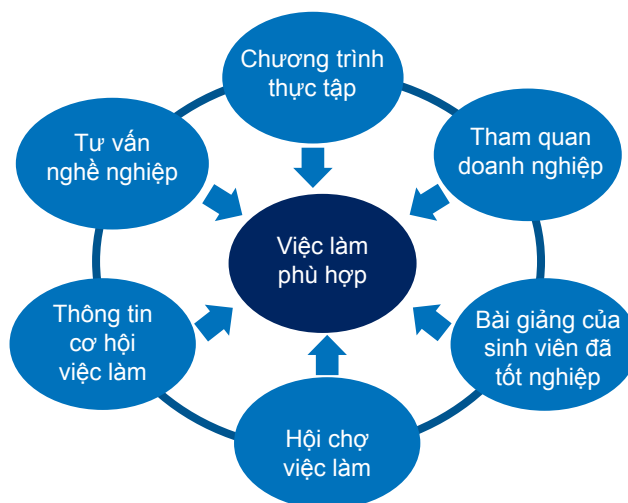 Chương trình
thực tập
Tư vấn
nghề nghiệp
Tham quan
doanh nghiệp
Việc làm
phù hợp
Thông tin
cơ hội
việc làm
Bài giảng của
sinh viên đã
tốt nghiệp
Hội chợ
việc làm